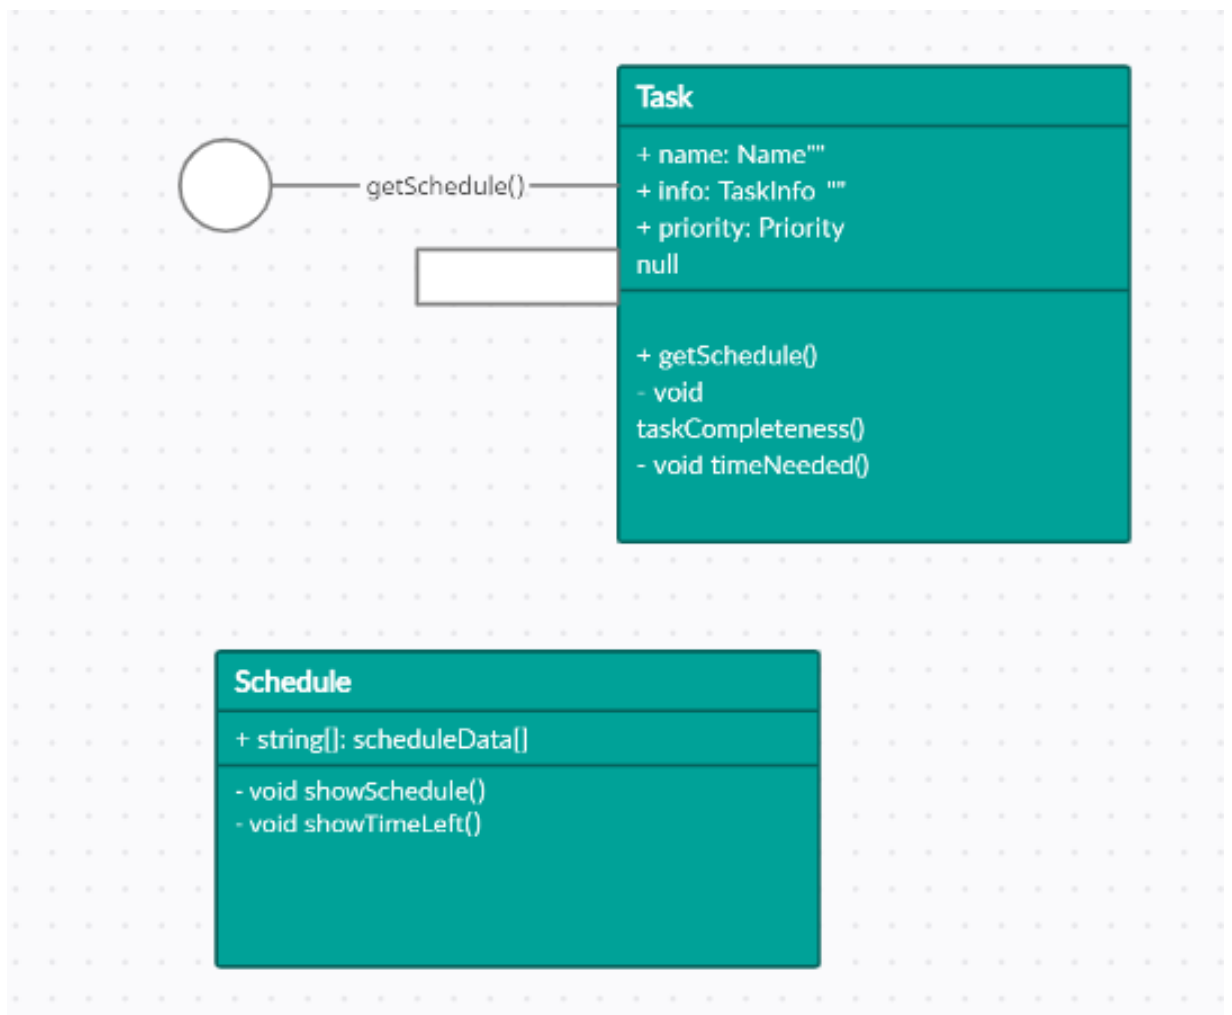 Task
+ name: Name""
getSchedule()
+ info: TaskInfo ""
+ priority: Priority
null
+ getSchedule()
- void
taskCompleteness()
- void timeNeeded()
Schedule
+ string[]: scheduleData[]
- void showSchedule()
- void showTimeLeft()